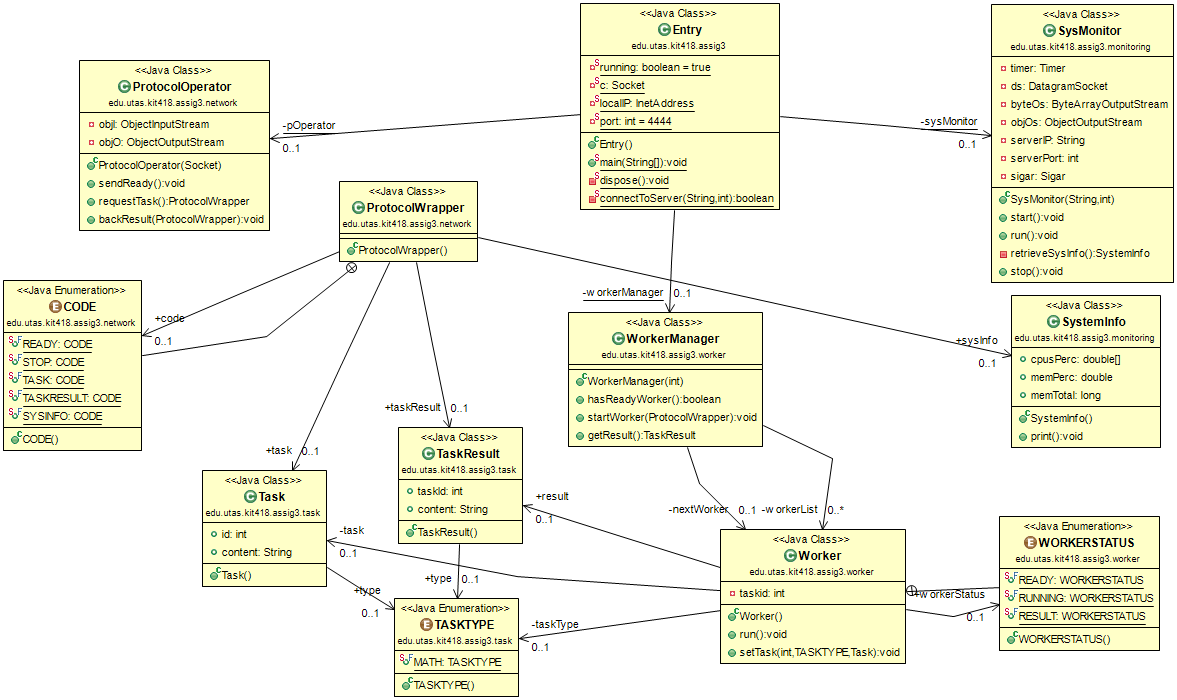 <<Java Class>>
Entry
edu.utas.kit418.assig3
running: boolean = true
c: Socket
localIP: InetAddress
port: int = 4444
Entry()
main(String[]):void
dispose():void
connectToServer(String,int):boolean
<<Java Class>>
SysMonitor
edu.utas.kit418.assig3.monitoring
timer: Timer
ds: DatagramSocket
byteOs: ByteArrayOutputStream
objOs: ObjectOutputStream
serverIP: String
serverPort: int
sigar: Sigar
SysMonitor(String,int)
start():void
run():void
retrieveSysInfo():SystemInfo
stop():void
<<Java Class>>
ProtocolOperator
edu.utas.kit418.assig3.network
objI: ObjectInputStream
objO: ObjectOutputStream
ProtocolOperator(Socket)
sendReady():void
requestTask():ProtocolWrapper
backResult(ProtocolWrapper):void
-pOperator
0..1
-sysMonitor
0..1
<<Java Class>>
ProtocolWrapper
edu.utas.kit418.assig3.network
ProtocolWrapper()
<<Java Enumeration>>
CODE
edu.utas.kit418.assig3.network
READY: CODE
STOP: CODE
TASK: CODE
TASKRESULT: CODE
SYSINFO: CODE
CODE()
+code
0..1
-workerManager
0..1
<<Java Class>>
WorkerManager
edu.utas.kit418.assig3.worker
WorkerManager(int)
hasReadyWorker():boolean
startWorker(ProtocolWrapper):void
getResult():TaskResult
<<Java Class>>
SystemInfo
edu.utas.kit418.assig3.monitoring
cpusPerc: double[]
memPerc: double
memTotal: long
SystemInfo()
print():void
+sysInfo
0..1
+taskResult
0..1
+task
0..1
<<Java Class>>
TaskResult
edu.utas.kit418.assig3.task
taskId: int
content: String
TaskResult()
<<Java Class>>
Task
edu.utas.kit418.assig3.task
id: int
content: String
Task()
+result
0..1
-nextWorker
0..1
-workerList
0..*
-task
0..1
<<Java Class>>
Worker
edu.utas.kit418.assig3.worker
taskid: int
Worker()
run():void
setTask(int,TASKTYPE,Task):void
<<Java Enumeration>>
WORKERSTATUS
edu.utas.kit418.assig3.worker
READY: WORKERSTATUS
RUNNING: WORKERSTATUS
RESULT: WORKERSTATUS
WORKERSTATUS()
+workerStatus
0..1
+type
0..1
+type
0..1
-taskType
0..1
<<Java Enumeration>>
TASKTYPE
edu.utas.kit418.assig3.task
MATH: TASKTYPE
TASKTYPE()